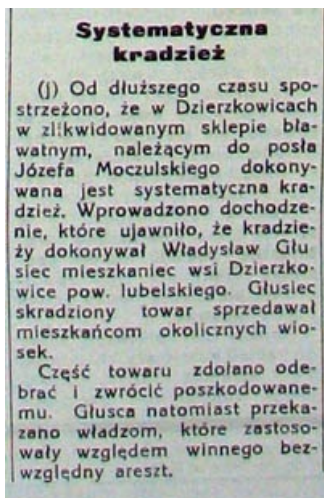 Systematyczna
kradzież
(j) Od dłuższego czasu spo-
strzeżono, że w Dzierzkowicach
w zlikwidowanym sklepie bła-
watnym, należącym do posła
Józefa Moczulskiego dokony-
wana jest systematyczna kra-
dzież. Wprowadzono dochodze-
nie, które ujawniło, że kradzie-
ży dokonywał Władysław Głu
siec mieszkaniec wsi Dzierzko-
wice pow. lubelskiego. Głusiec
skradziony towar sprzedawał
mieszkańcom okolicznych wio-
sek.
Część towaru zdołano ode-
brać i zwrócić poszkodowane-
mu. Głusca natomiast przeka-
zano władzom, które zastoso-
wały względem winnego bez-
względny areszt.